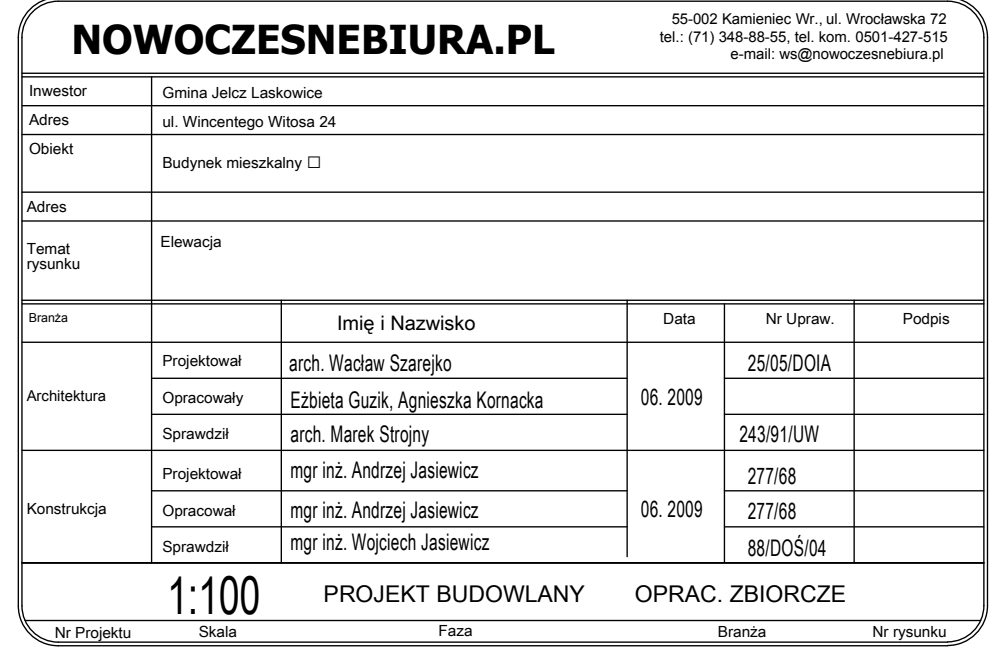 NOWOCZESNEBIURA.PL
55-002 Kamieniec Wr., ul. Wrocławska 72
tel.: (71) 348-88-55, tel. kom. 0501-427-515
e-mail: ws@nowoczesnebiura.pl
Inwestor Gmina Jelcz Laskowice
Adres ul. Wincentego Witosa 24
Obiekt Budynek mieszkalny □
Adres
Temat rysunku Elewacja
Branża Imię i Nazwisko Data Nr Upraw. Podpis
Architektura
Projektował arch. Wacław Szarejko 25/05/DOIA
Opracowały Eżbieta Guzik, Agnieszka Kornacka 06. 2009
Sprawdził arch. Marek Strojny 243/91/UW
Konstrukcja
Projektował mgr inż. Andrzej Jasiewicz 277/68
Opracował mgr inż. Andrzej Jasiewicz 06. 2009 277/68
Sprawdził mgr inż. Wojciech Jasiewicz 88/DOŚ/04
1:100 PROJEKT BUDOWLANY OPRAC. ZBIORCZE
Nr Projektu Skala Faza Branża Nr rysunku